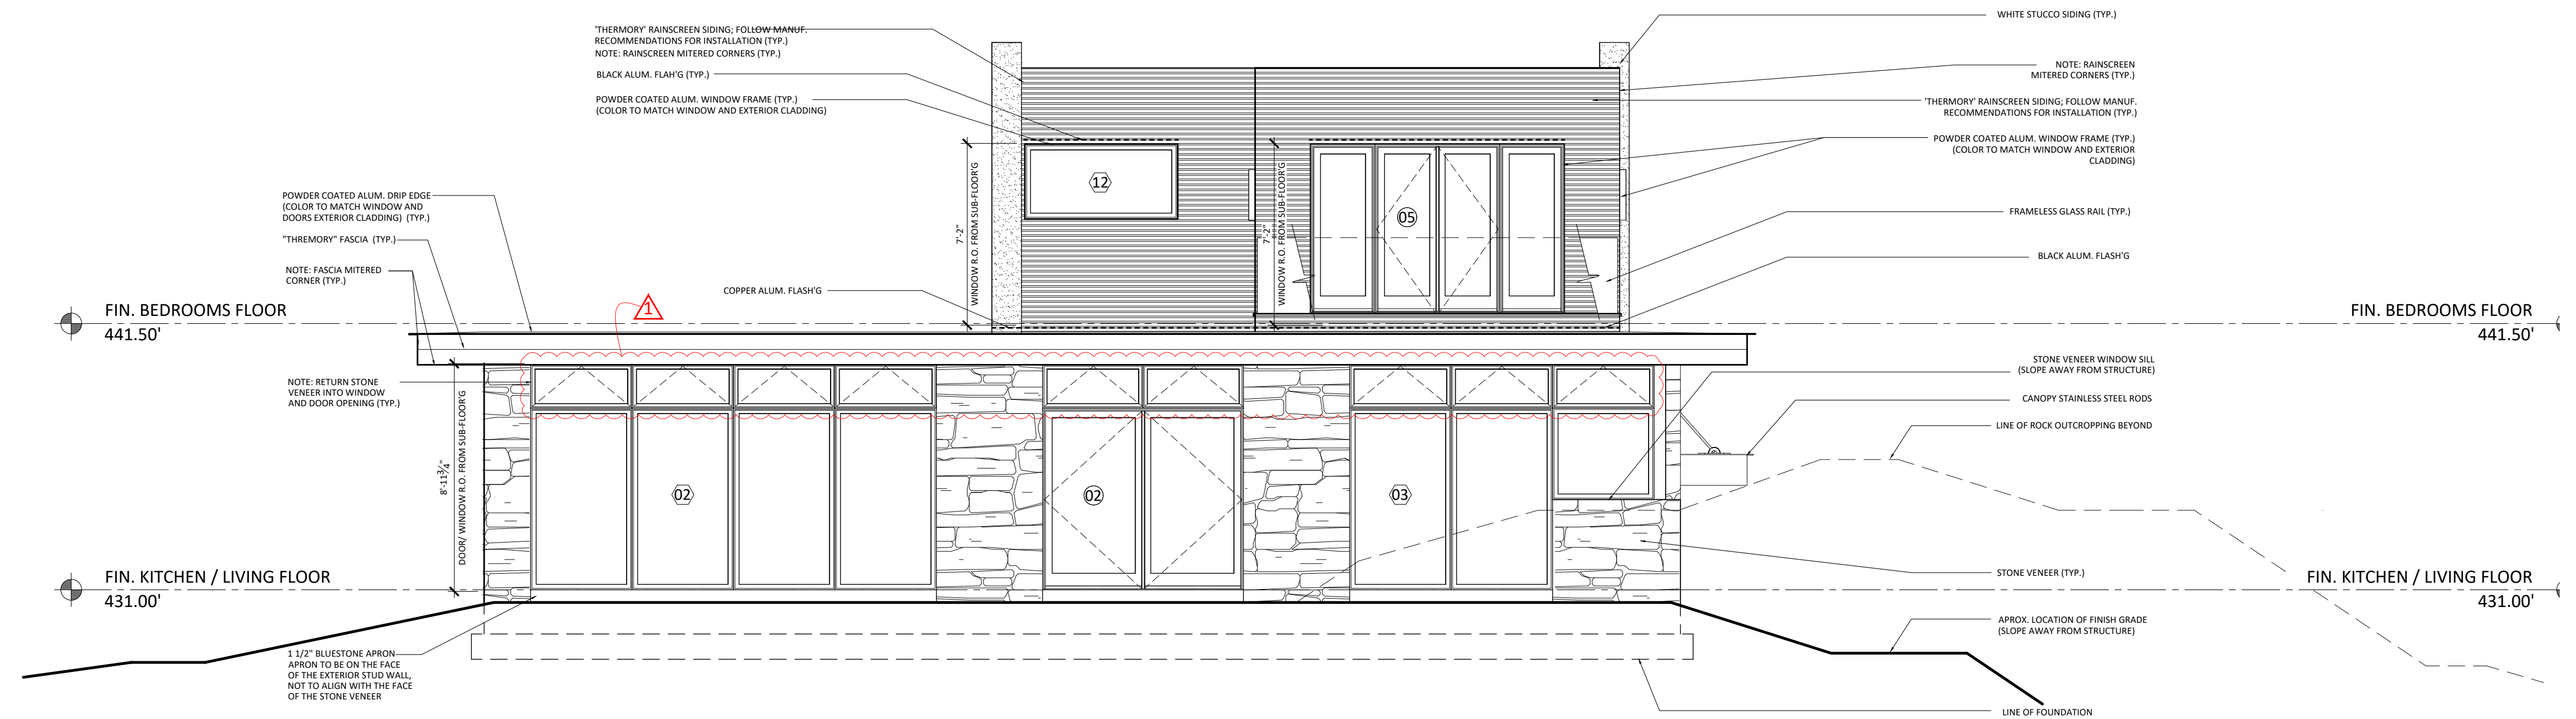 'THERMORY' RAINSCREEN SIDING; FOLLOW MANUF.
RECOMMENDATIONS FOR INSTALLATION (TYP.)
NOTE: RAINSCREEN MITERED CORNERS (TYP.)
BLACK ALUM. FLAH'G (TYP.)
POWDER COATED ALUM. WINDOW FRAME (TYP.)
(COLOR TO MATCH WINDOW AND EXTERIOR CLADDING)
WHITE STUCCO SIDING (TYP.)
NOTE: RAINSCREEN
MITERED CORNERS (TYP.)
'THERMORY' RAINSCREEN SIDING; FOLLOW MANUF.
RECOMMENDATIONS FOR INSTALLATION (TYP.)
POWDER COATED ALUM. WINDOW FRAME (TYP.)
(COLOR TO MATCH WINDOW AND EXTERIOR
CLADDING)
FRAMELESS GLASS RAIL (TYP.)
BLACK ALUM. FLASH'G
12
05
7'-2"
WINDOW R.O. FROM SUB-FLOOR'G
7'-2"
WINDOW R.O. FROM SUB-FLOOR'G
POWDER COATED ALUM. DRIP EDGE
(COLOR TO MATCH WINDOW AND
DOORS EXTERIOR CLADDING) (TYP.)
"THREMORY" FASCIA (TYP.)
NOTE: FASCIA MITERED
CORNER (TYP.)
COPPER ALUM. FLASH'G
1
FIN. BEDROOMS FLOOR
441.50'
FIN. BEDROOMS FLOOR
441.50'
NOTE: RETURN STONE
VENEER INTO WINDOW
AND DOOR OPENING (TYP.)
8'-11 3/4"
DOOR/ WINDOW R.O. FROM SUB-FLOOR'G
02
02
03
STONE VENEER WINDOW SILL
(SLOPE AWAY FROM STRUCTURE)
CANOPY STAINLESS STEEL RODS
LINE OF ROCK OUTCROPPING BEYOND
STONE VENEER (TYP.)
FIN. KITCHEN / LIVING FLOOR
431.00'
FIN. KITCHEN / LIVING FLOOR
431.00'
APROX. LOCATION OF FINISH GRADE
(SLOPE AWAY FROM STRUCTURE)
1 1/2" BLUESTONE APRON
APRON TO BE ON THE FACE
OF THE EXTERIOR STUD WALL,
NOT TO ALIGN WITH THE FACE
OF THE STONE VENEER
LINE OF FOUNDATION